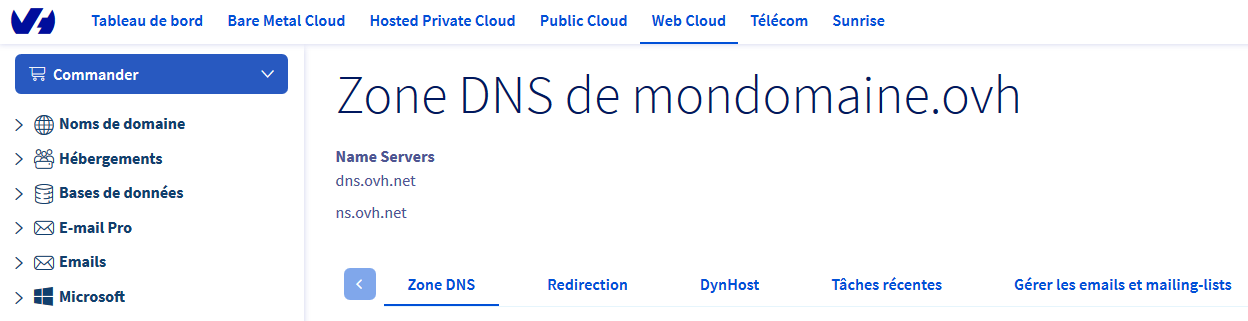 Tableau de bord Bare Metal Cloud Hosted Private Cloud Public Cloud Web Cloud Télécom Sunrise
Commander
Noms de domaine
Hébergements
Bases de données
E-mail Pro
Emails
Microsoft
Zone DNS de mondomaine.ovh
Name Servers
dns.ovh.net
ns.ovh.net
Zone DNS Redirection DynHost Tâches récentes Gérer les emails et mailing-lists